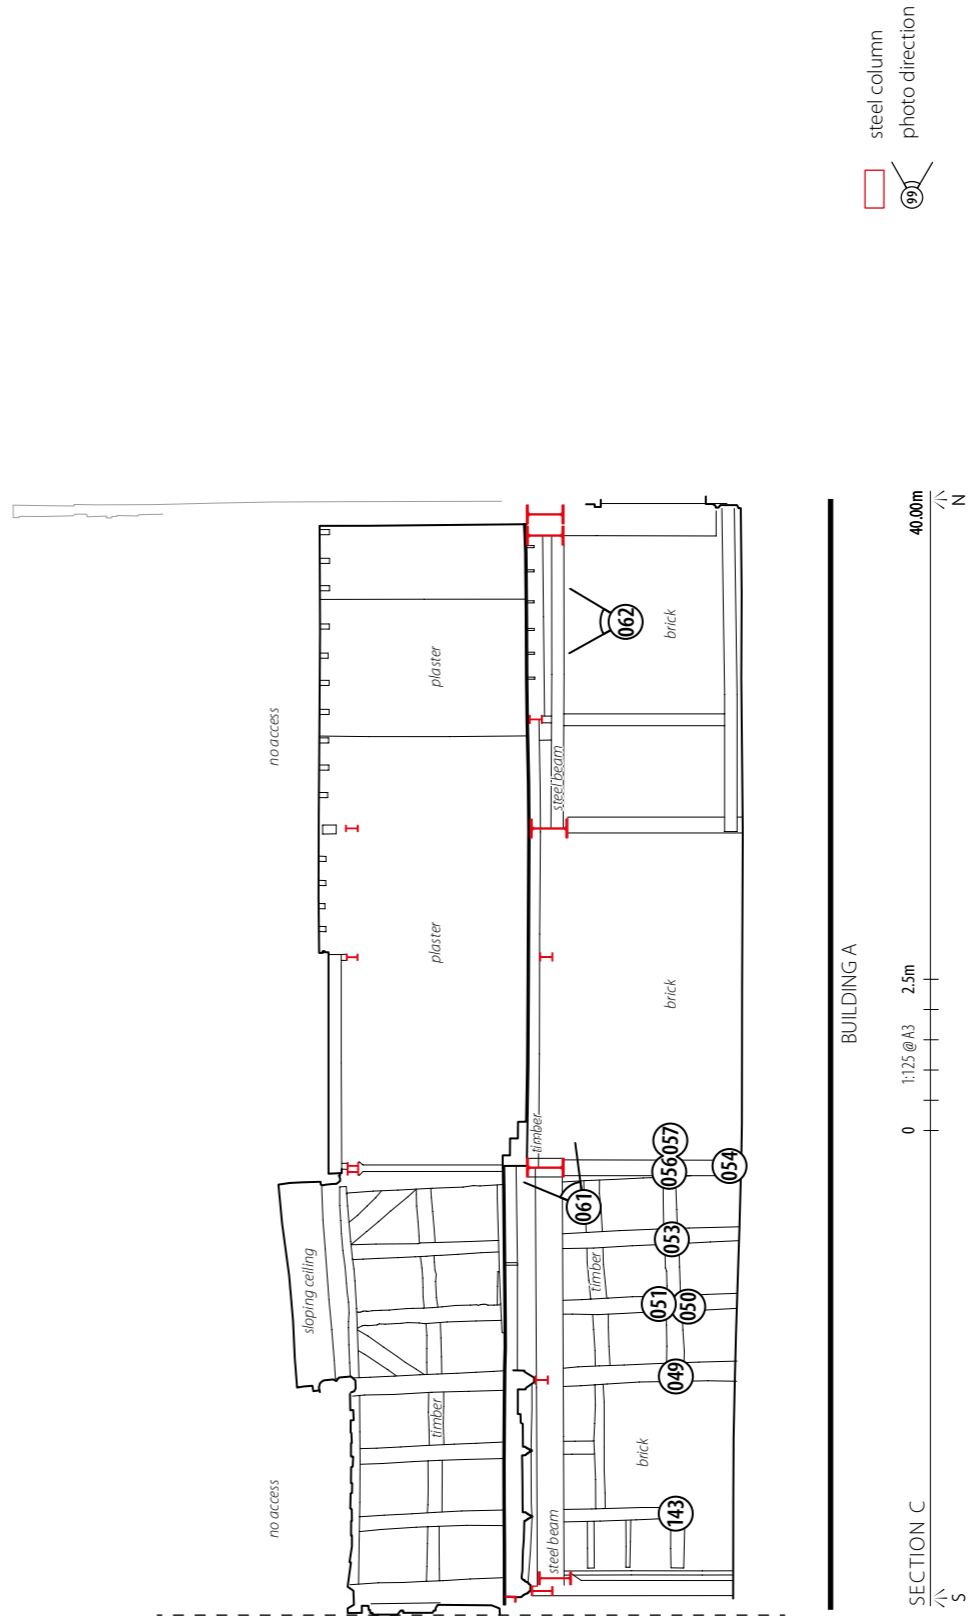 no access
no access
sloping ceiling
timber
plaster
plaster
steel beam
timber
steel beam
timber
brick
brick
brick
143
049
050
051
053
054
056
057
061
062
BUILDING A
SECTION C
S
0
1:125 @ A3
2.5m
40.00m
N
steel column
99
photo direction